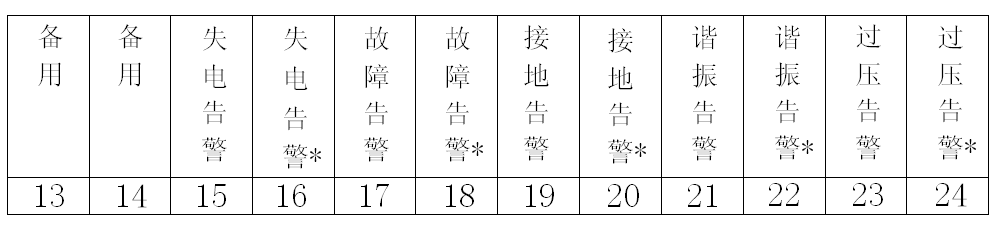 备用 备用 失电告警 失电告警* 故障告警 故障告警* 接地告警 接地告警* 谐振告警 谐振告警* 过压告警 过压告警*
13 14 15 16 17 18 19 20 21 22 23 24